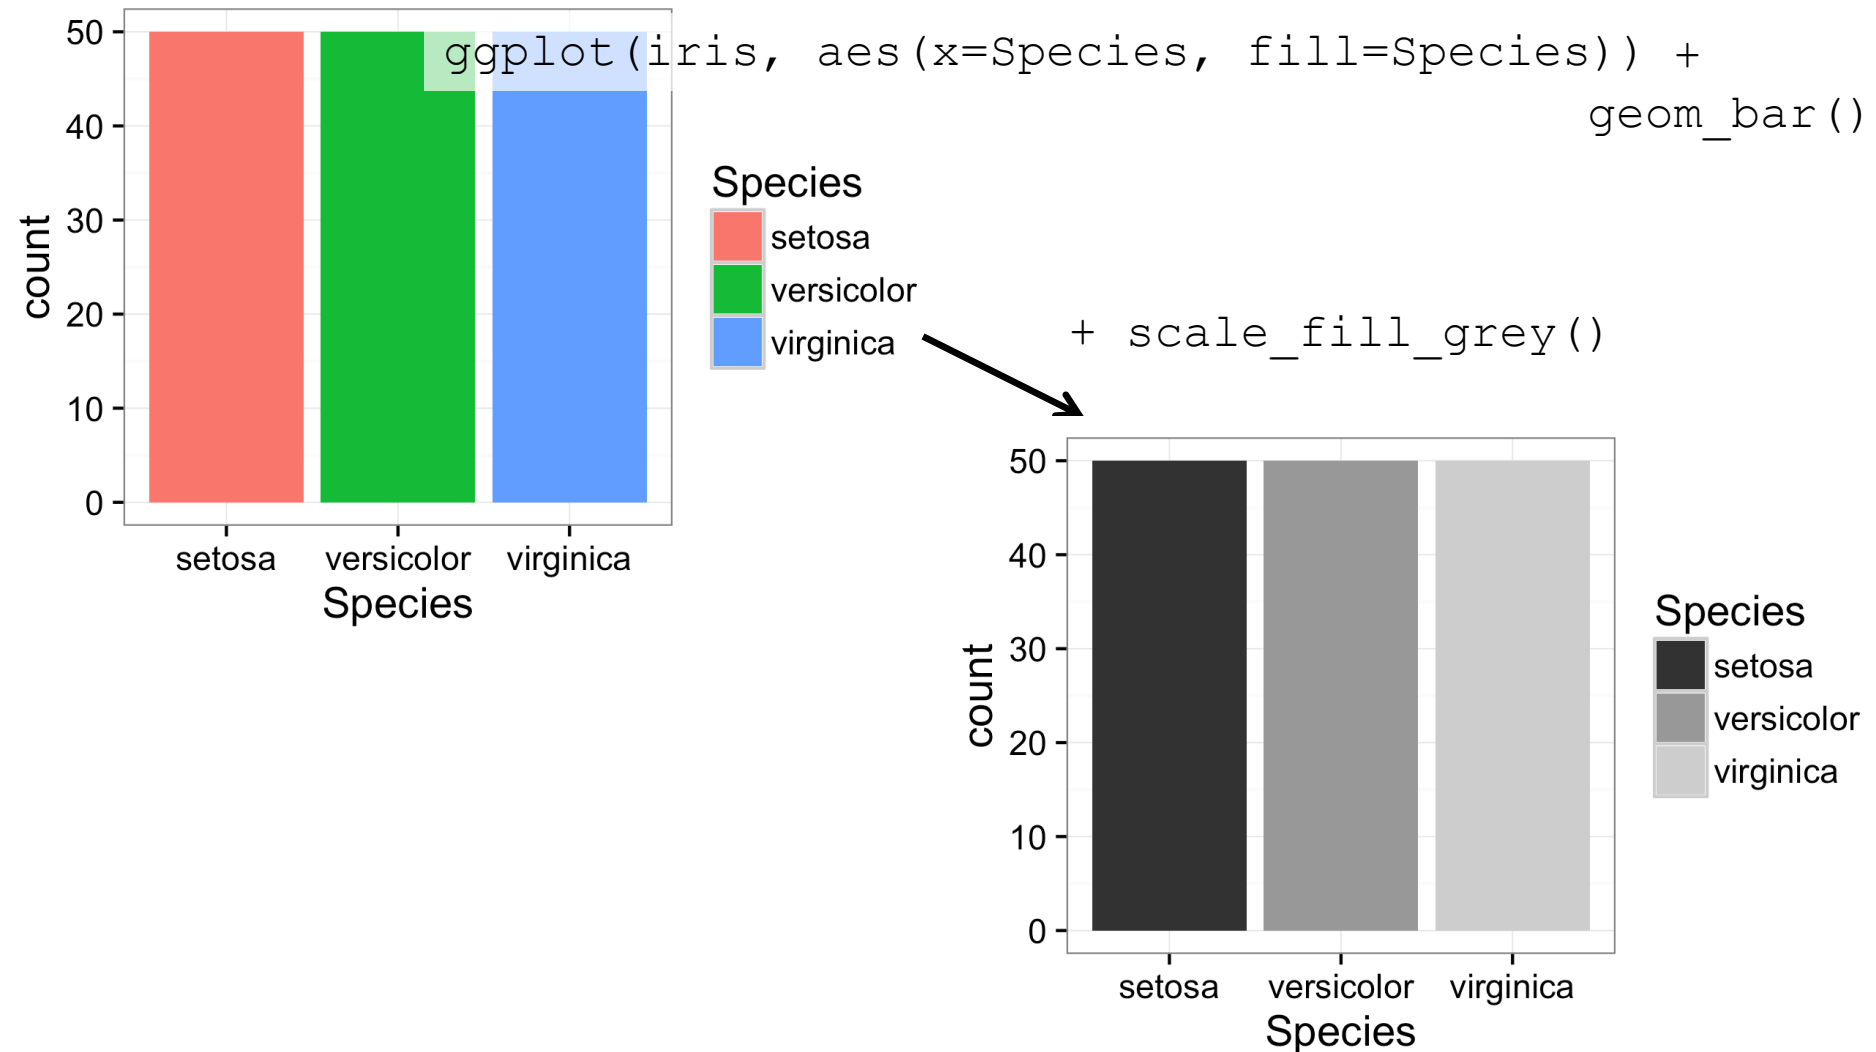 ggplot(iris, aes(x=Species, fill=Species)) +
geom_bar()
50
40
30
20
10
0
count
setosa versicolor virginica
Species
Species
setosa
versicolor
virginica
+ scale_fill_grey()
50
40
30
20
10
0
count
setosa versicolor virginica
Species
Species
setosa
versicolor
virginica